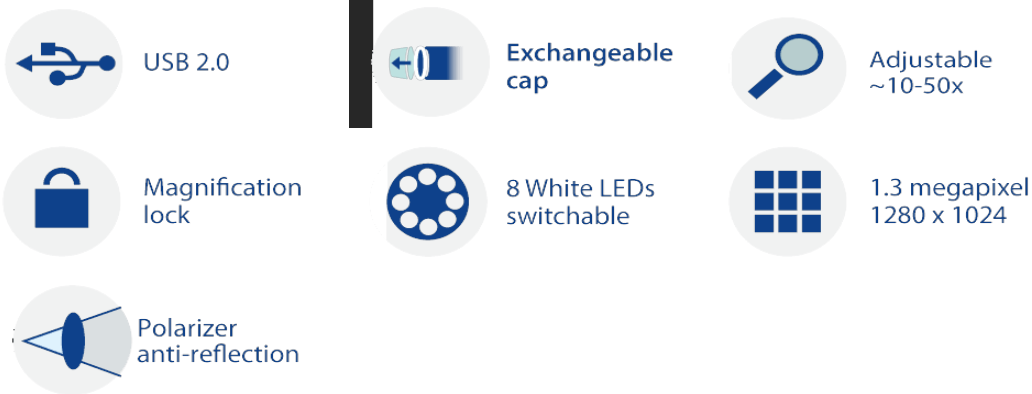 USB 2.0
Exchangeable
cap
Adjustable
~10-50x
Magnification
lock
8 White LEDs
switchable
1.3 megapixel
1280 x 1024
Polarizer
anti-reflection